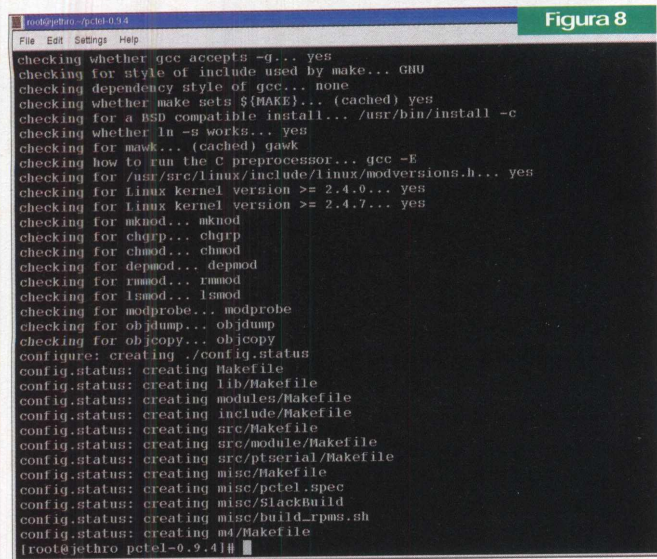 root@jethro:~/pctel-0.9.4
Figura 8
File Edit Settings Help
checking whether gcc accepts -g... yes
checking for style of include used by make... GNU
checking dependency style of gcc... none
checking whether make sets ${MAKE}... (cached) yes
checking for a BSD compatible install... /usr/bin/install -c
checking whether ln -s works... yes
checking for mawk... (cached) gawk
checking how to run the C preprocessor... gcc -E
checking for /usr/src/linux/include/linux/modversions.h... yes
checking for Linux kernel version >= 2.4.0... yes
checking for Linux kernel version >= 2.4.7... yes
checking for mknod... mknod
checking for chgrp... chgrp
checking for chmod... chmod
checking for depmod... depmod
checking for rmmod... rmmod
checking for lsmod... lsmod
checking for modprobe... modprobe
checking for objdump... objdump
checking for objcopy... objcopy
configure: creating ./config.status
config.status: creating Makefile
config.status: creating lib/Makefile
config.status: creating modules/Makefile
config.status: creating include/Makefile
config.status: creating src/Makefile
config.status: creating src/module/Makefile
config.status: creating src/ptserial/Makefile
config.status: creating misc/Makefile
config.status: creating misc/pctel.spec
config.status: creating misc/SlackBuild
config.status: creating misc/build_rpms.sh
config.status: creating m4/Makefile
[root@jethro pctel-0.9.4]#